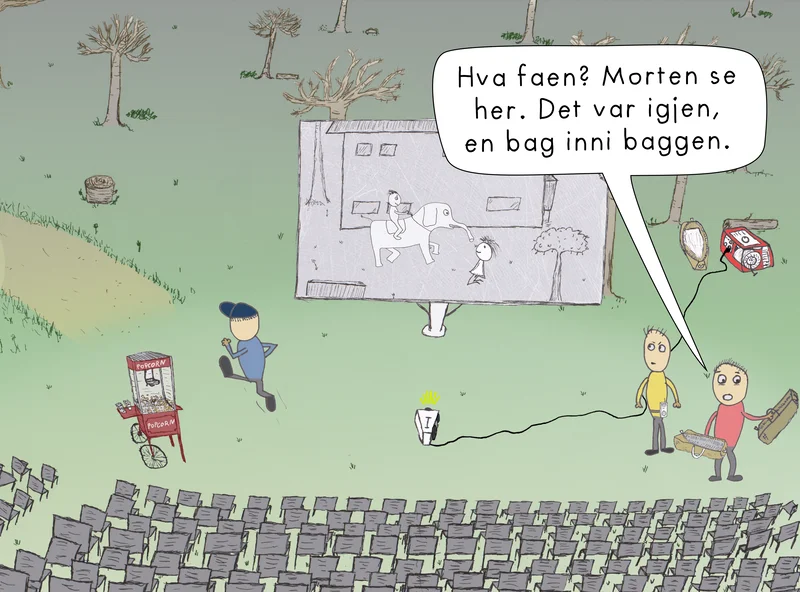 Hva faen? Morten se
her. Det var igjen,
en bag inni baggen.
POPCORN
POPCORN
I